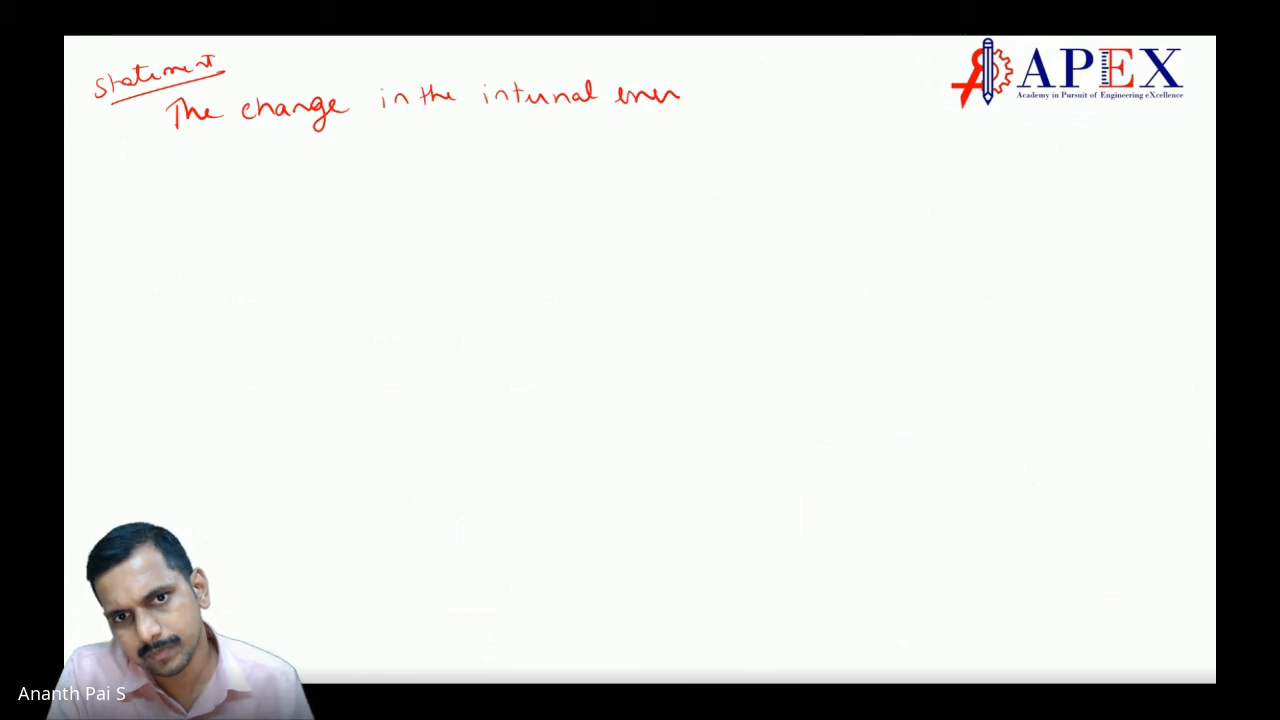 Statement
The change in the internal ener
APEX
Academy in Pursuit of Engineering eXcellence
Ananth Pai S